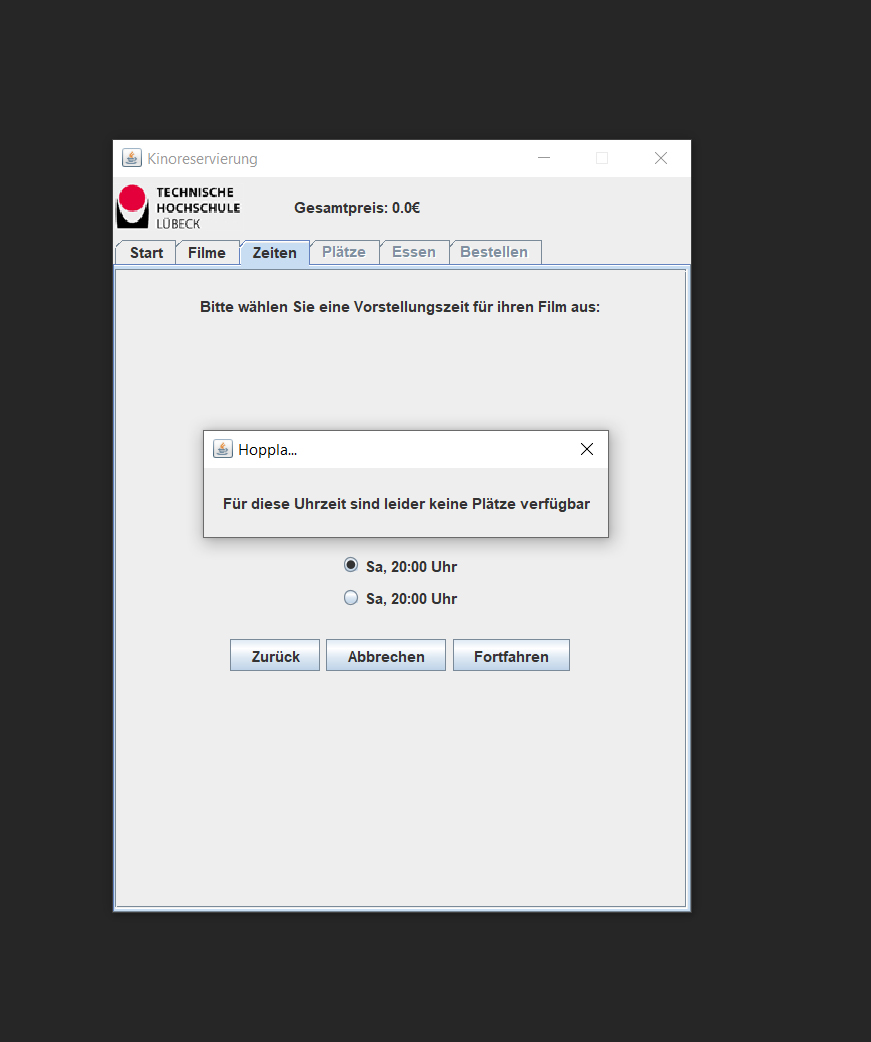 Kinoreservierung
TECHNISCHE
HOCHSCHULE
LÜBECK
Gesamtpreis: 0.0€
Start Filme Zeiten Plätze Essen Bestellen
Bitte wählen Sie eine Vorstellungszeit für ihren Film aus:
Hoppla...
Für diese Uhrzeit sind leider keine Plätze verfügbar
Sa, 20:00 Uhr
Sa, 20:00 Uhr
Zurück Abbrechen Fortfahren